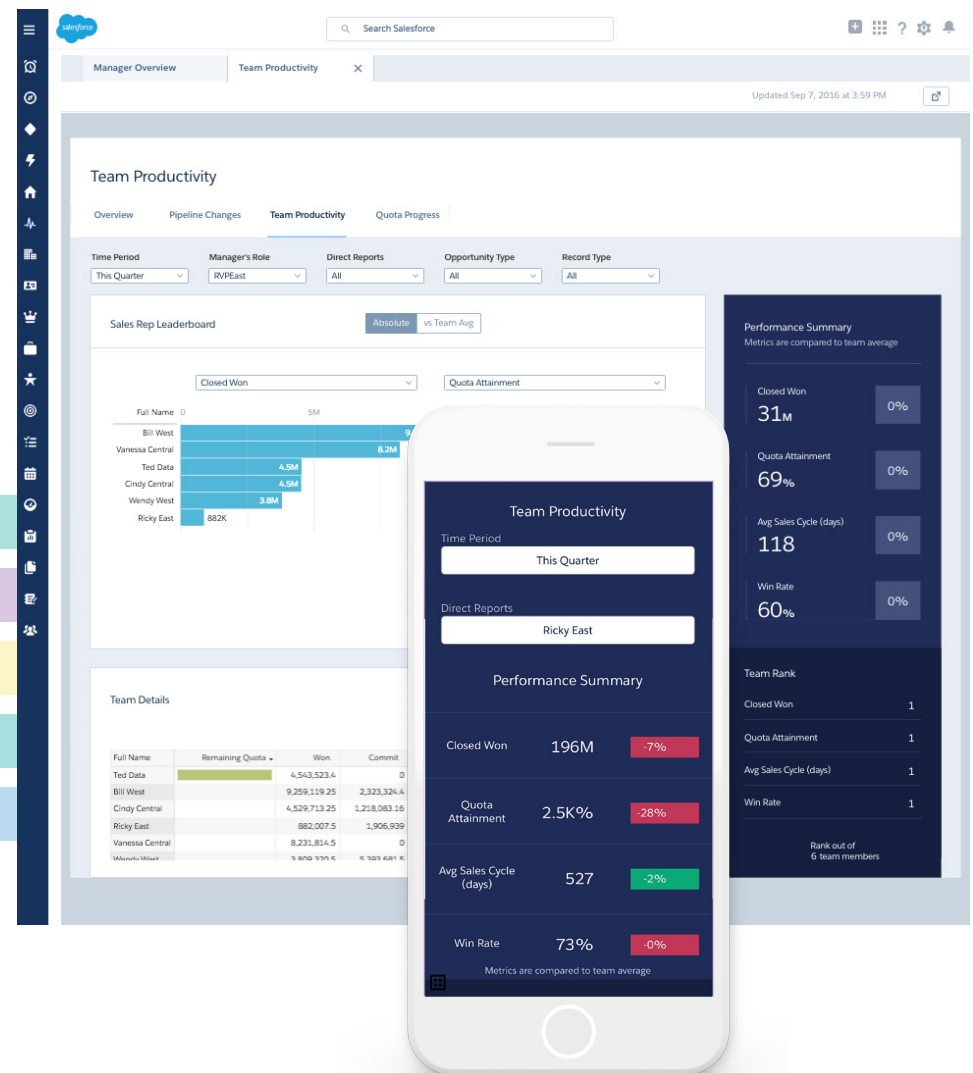 salesforce
Search Salesforce
Manager Overview
Team Productivity
Updated Sep 7, 2016 at 3:59 PM
Team Productivity
Overview Pipeline Changes Team Productivity Quota Progress
Time Period Manager's Role Direct Reports Opportunity Type Record Type
This Quarter RVPEast All All All
Sales Rep Leaderboard
Absolute vs Team Avg
Closed Won Quota Attainment
Full Name 0 5M
Bill West 9
Vanessa Central 8.2M
Ted Data 4.5M
Cindy Central 4.5M
Wendy West 3.8M
Ricky East 882K
Team Details
Full Name Remaining Quota Won Commit
Ted Data 4,543,523.4 0
Bill West 9,259,119.25 2,323,324.4
Cindy Central 4,529,713.25 1,218,083.16
Ricky East 882,007.5 1,906,939
Vanessa Central 8,231,814.5 0
Wendy West 3,809,320.5 5,393,681.5
Performance Summary
Metrics are compared to team average
Closed Won
31M 0%
Quota Attainment
69% 0%
Avg Sales Cycle (days)
118 0%
Win Rate
60% 0%
Team Rank
Closed Won 1
Quota Attainment 1
Avg Sales Cycle (days) 1
Win Rate 1
Rank out of
6 team members
Team Productivity
Time Period
This Quarter
Direct Reports
Ricky East
Performance Summary
Closed Won 196M -7%
Quota
Attainment 2.5K% -28%
Avg Sales Cycle
(days) 527 -2%
Win Rate 73% -0%
Metrics are compared to team average